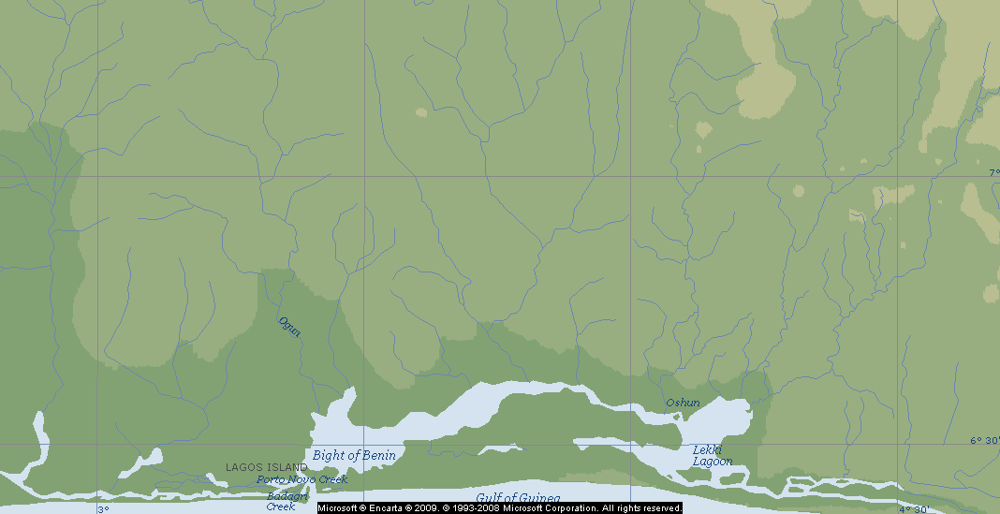 7°
Ogun
Oshun
6° 30'
Lekki
Lagoon
Bight of Benin
LAGOS ISLAND
Porto Novo Creek
Badagri
Creek
Gulf of Guinea
3°
4° 30'
Microsoft ® Encarta ® 2009. © 1993-2008 Microsoft Corporation. All rights reserved.